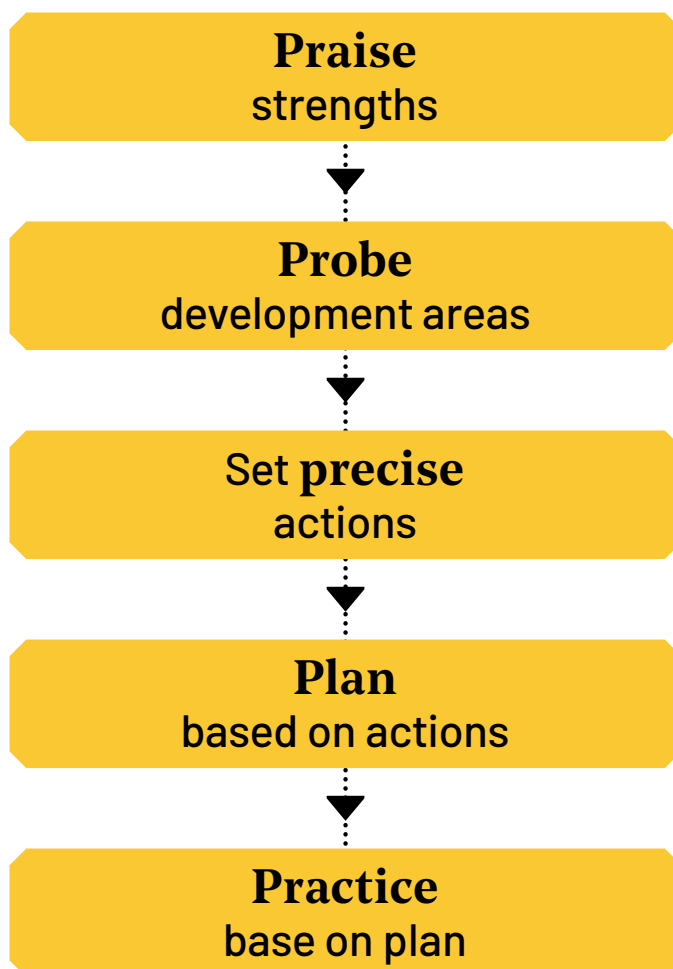 Praise
strengths
Probe
development areas
Set precise
actions
Plan
based on actions
Practice
base on plan